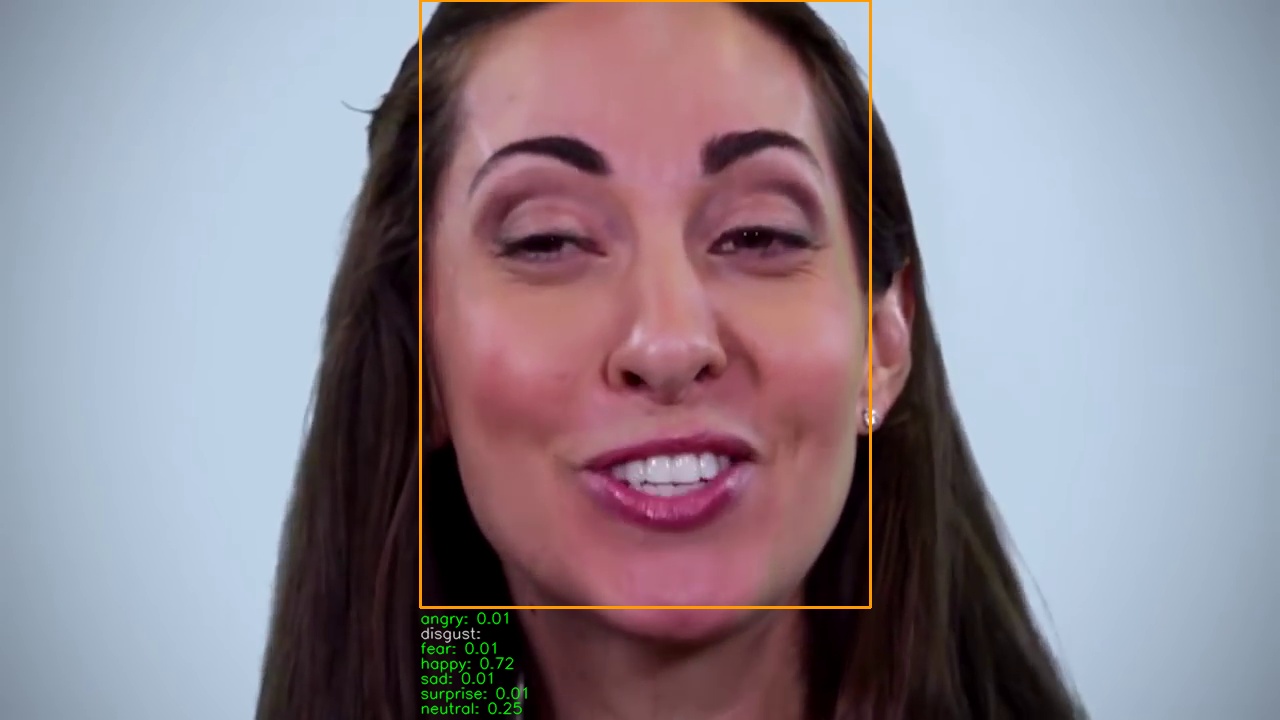 angry: 0.01
disgust:
fear: 0.01
happy: 0.72
sad: 0.01
surprise: 0.01
neutral: 0.25